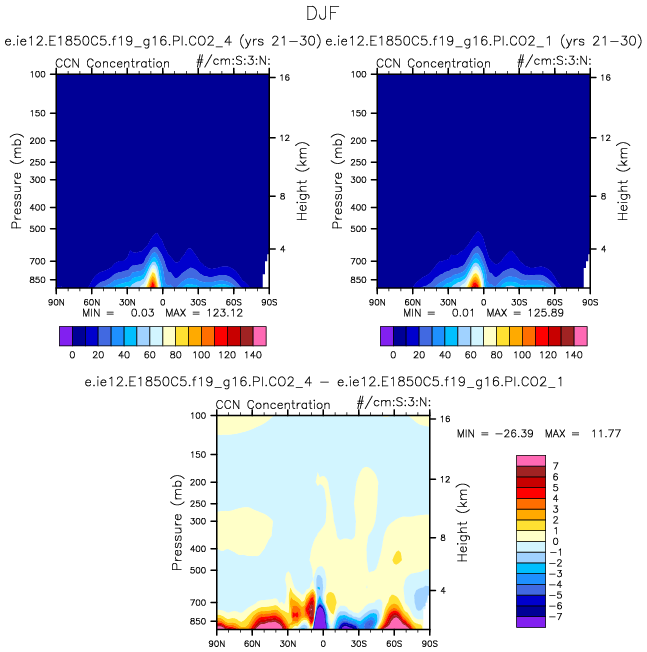 DJF
e.ie12.E1850C5.f19_g16.PI.CO2_4 (yrs 21-30) e.ie12.E1850C5.f19_g16.PI.CO2_1 (yrs 21-30)
CCN Concentration #/cm:S:3:N: CCN Concentration #/cm:S:3:N:
100 16 100 16
150 150
12 12
200 200
250 250
300 300
8 8
400 400
500 500
4 4
700 700
850 850
Pressure (mb) Height (km) Pressure (mb) Height (km)
90N 60N 30N 0 30S 60S 90S 90N 60N 30N 0 30S 60S 90S
MIN = 0.03 MAX = 123.12 MIN = 0.01 MAX = 125.89
0 20 40 60 80 100 120 140 0 20 40 60 80 100 120 140
e.ie12.E1850C5.f19_g16.PI.CO2_4 - e.ie12.E1850C5.f19_g16.PI.CO2_1
CCN Concentration #/cm:S:3:N:
MIN = -26.39 MAX = 11.77
100 16
150
12
200
250
300
8
400
500
4
700
850
Pressure (mb) Height (km)
90N 60N 30N 0 30S 60S 90S
7
6
5
4
3
2
1
0
-1
-2
-3
-4
-5
-6
-7